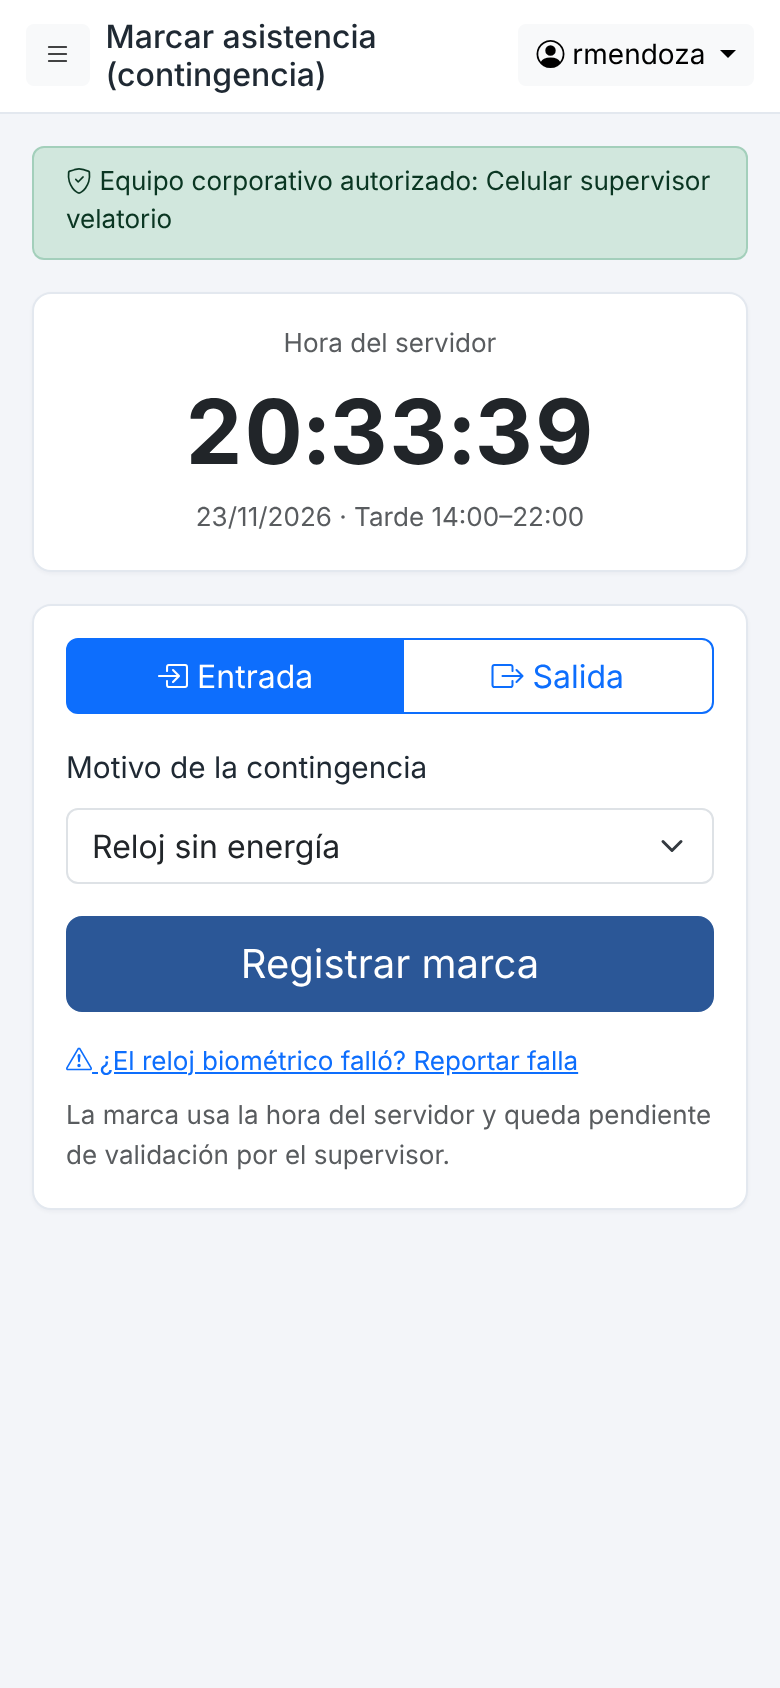 Marcar asistencia
(contingencia)
rmendoza
Equipo corporativo autorizado: Celular supervisor
velatorio
Hora del servidor
20:33:39
23/11/2026 · Tarde 14:00–22:00
Entrada
Salida
Motivo de la contingencia
Reloj sin energía
Registrar marca
¿El reloj biométrico falló? Reportar falla
La marca usa la hora del servidor y queda pendiente
de validación por el supervisor.